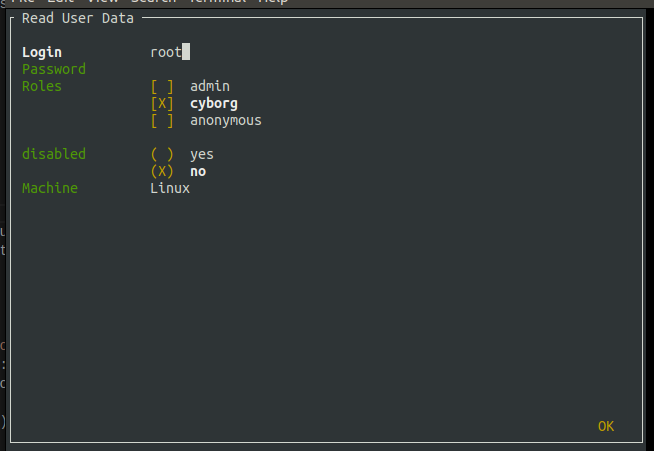 Read User Data
Login root
Password
Roles [ ] admin
[X] cyborg
[ ] anonymous
disabled ( ) yes
(X) no
Machine Linux
OK